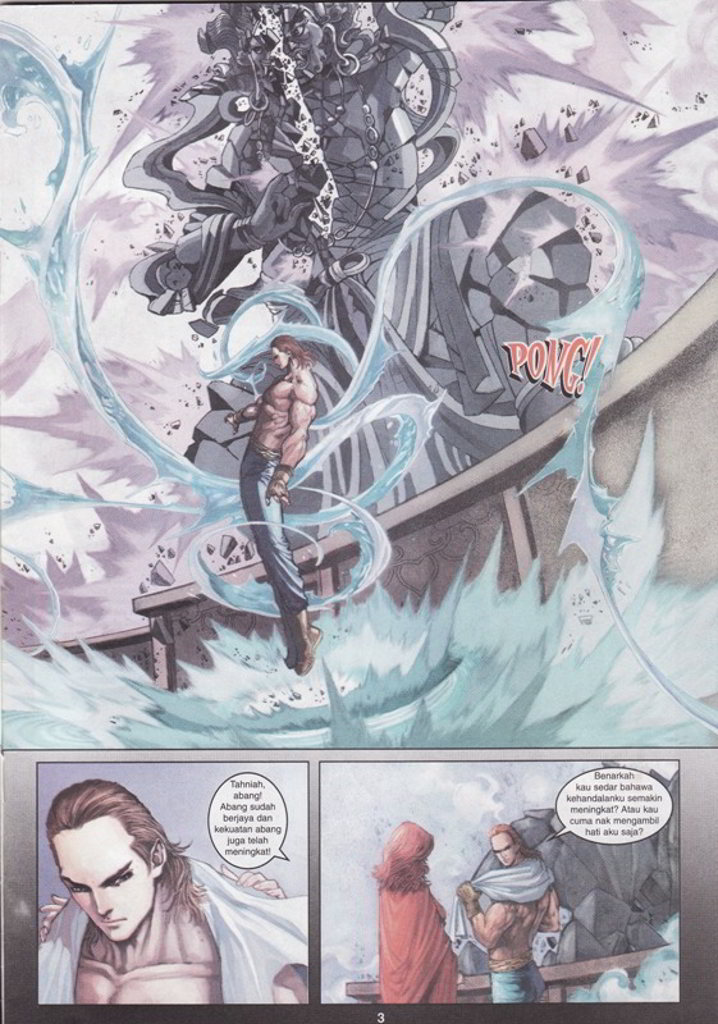 PONG!
Tahniah,
abang!
Abang sudah
berjaya dan
kekuatan abang
juga telah
meningkat!
Benarkah
kau sedar bahawa
kehandalanku semakin
meningkat? Atau kau
cuma nak mengambil
hati aku saja?
3